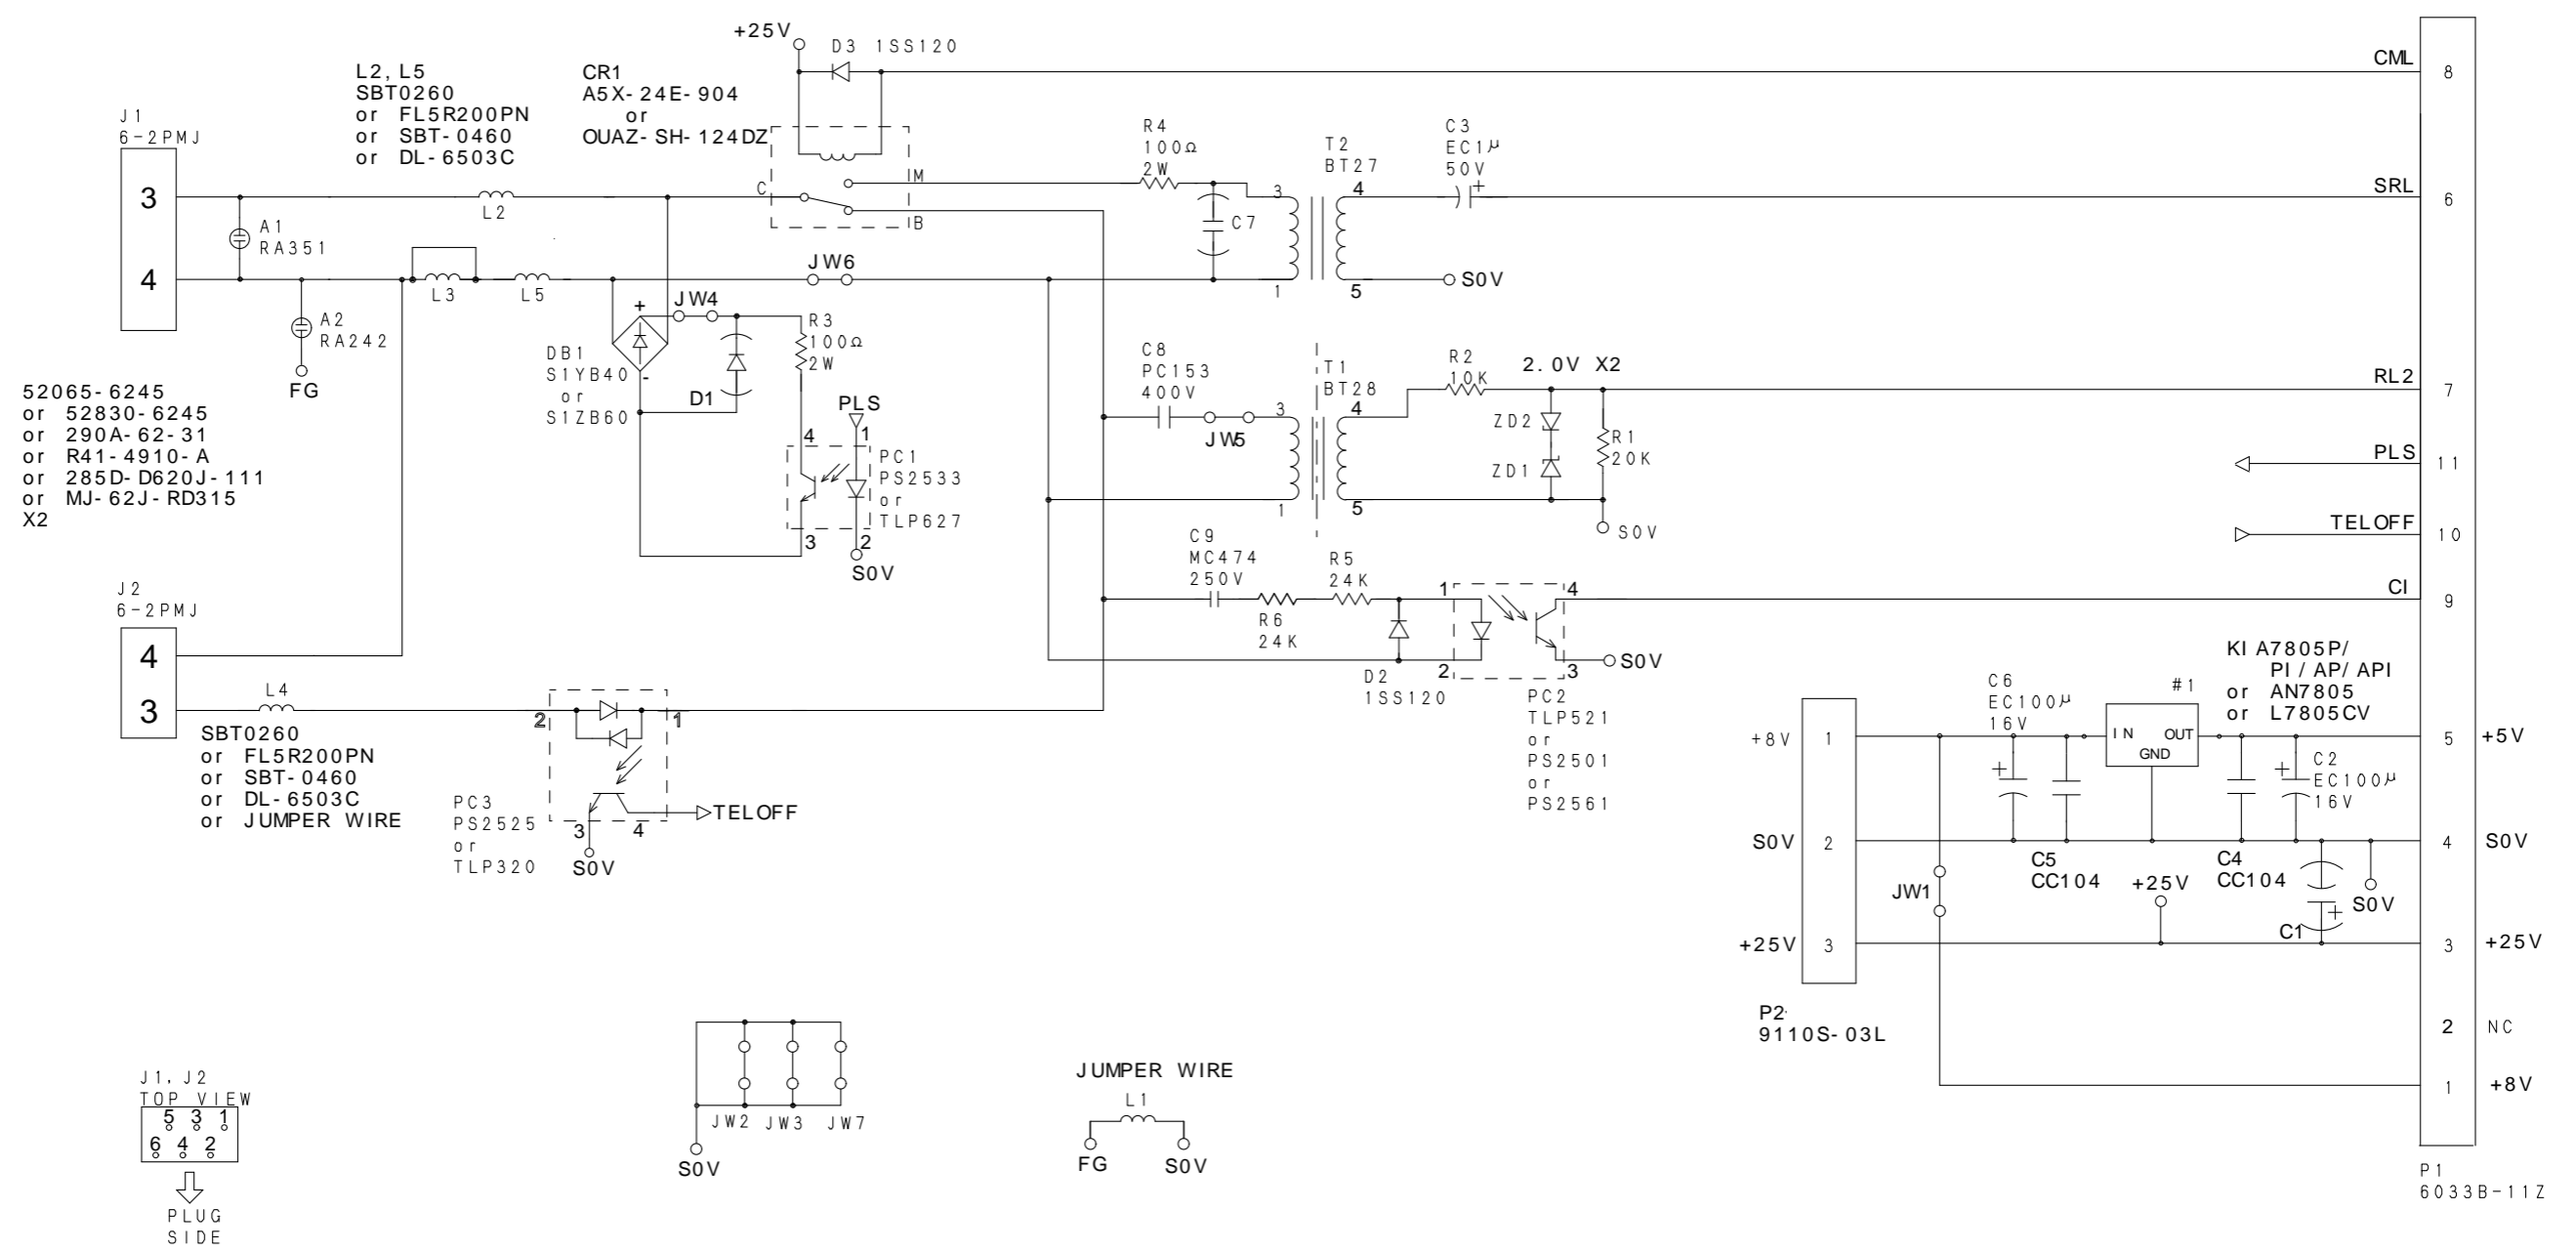 +25V
D3 1SS120
CML
8
L2, L5
SBT0260
or FL5R200PN
or SBT-0460
or DL-6503C
CR1
A5X-24E-904
or
OUAZ-SH-124DZ
J1
6-2PMJ
3
4
A1
RA351
A2
RA242
FG
L2
L3
L5
C
M
B
JW6
R4
100Ω
2W
C7
T2
BT27
3
1
4
5
C3
EC1μ
50V
+
S0V
SRL
6
52065-6245
or 52830-6245
or 290A-62-31
or R41-4910-A
or 285D-D620J-111
or MJ-62J-RD315
X2
DB1
S1YB40
or
S1ZB60
+
-
JW4
D1
R3
100Ω
2W
PLS
4
1
3
2
PC1
PS2533
or
TLP627
S0V
C8
PC153
400V
JW5
T1
BT28
3
1
4
5
R2
10K
2.0V X2
ZD2
ZD1
R1
20K
S0V
RL2
7
PLS
11
TELOFF
10
C9
MC474
250V
R6
24K
R5
24K
D2
1SS120
1
2
4
3
PC2
TLP521
or
PS2501
or
PS2561
S0V
CI
9
J2
6-2PMJ
4
3
L4
SBT0260
or FL5R200PN
or SBT-0460
or DL-6503C
or JUMPER WIRE
2
1
3
4
PC3
PS2525
or
TLP320
TELOFF
S0V
KIA7805P/
PI/AP/API
or AN7805
or L7805CV
#1
IN
OUT
GND
C6
EC100μ
16V
+
C2
EC100μ
16V
+
+8V
1
S0V
2
+25V
3
P2
9110S-03L
JW1
C5
CC104
C4
CC104
+25V
C1
+
S0V
5
+5V
4
S0V
3
+25V
2
NC
1
+8V
P1
6033B-11Z
J1, J2
TOP VIEW
5 3 1
6 4 2
PLUG
SIDE
JW2
JW3
JW7
S0V
JUMPER WIRE
L1
FG
S0V